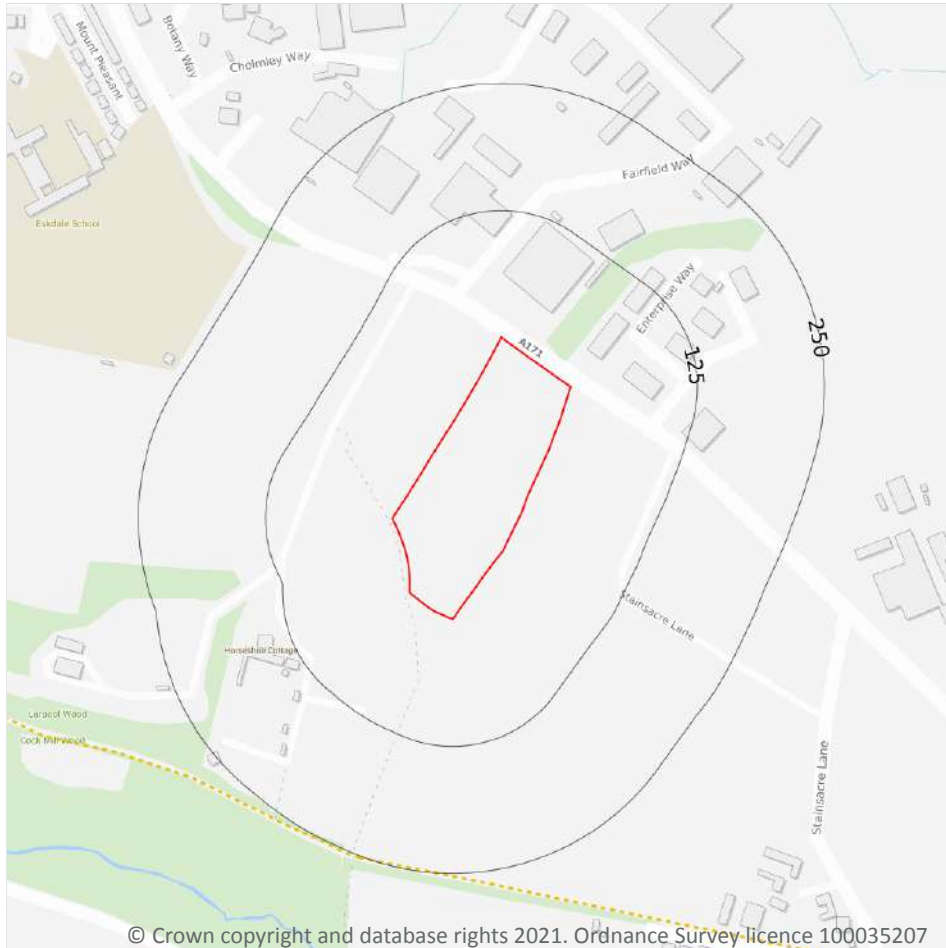 Mount Pleasant
Botany Way
Cholmley Way
Fairfield Way
Eskdale School
Enterprise Way
250
A171
125
Stainsacre Lane
Horseshoe Cottage
Larpool Wood
Cock Mill Wood
Stainsacre Lane
© Crown copyright and database rights 2021. Ordnance Survey licence 100035207